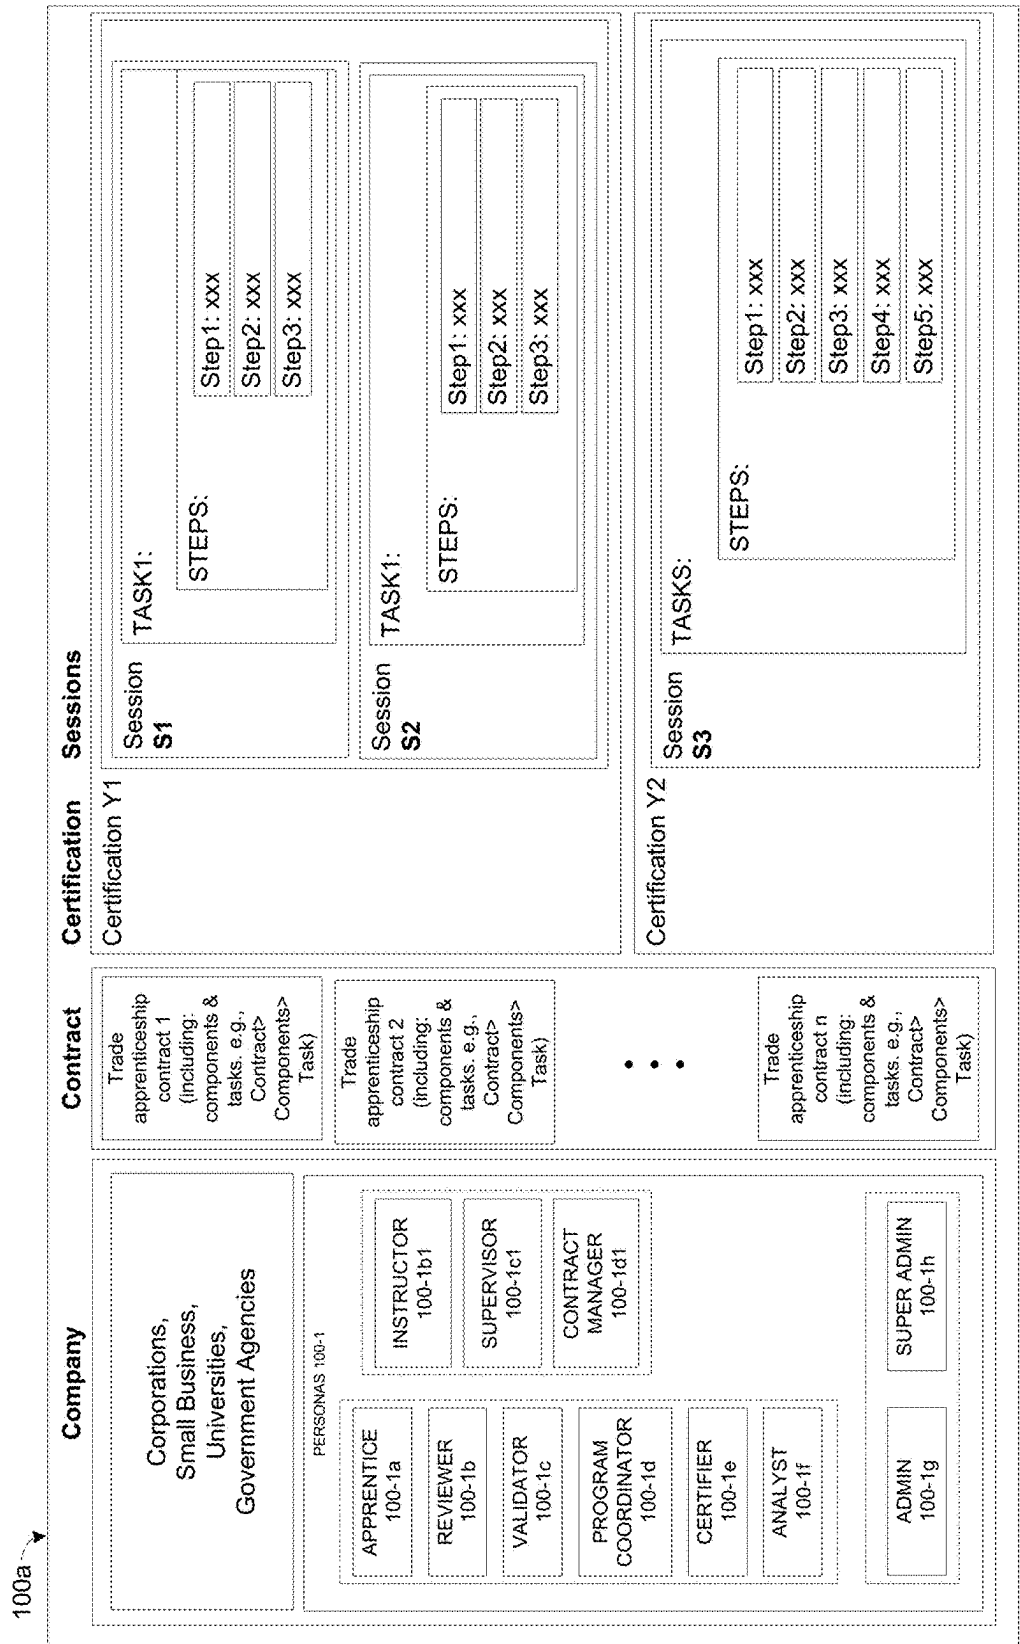 100a
Company
Contract
Certification
Sessions
Corporations,
Small Business,
Universities,
Government Agencies
PERSONAS 100-1
APPRENTICE
100-1a
REVIEWER
100-1b
VALIDATOR
100-1c
PROGRAM
COORDINATOR
100-1d
CERTIFIER
100-1e
ANALYST
100-1f
INSTRUCTOR
100-1b1
SUPERVISOR
100-1c1
CONTRACT
MANAGER
100-1d1
ADMIN
100-1g
SUPER ADMIN
100-1h
Trade
apprenticeship
contract 1
(including:
components &
tasks. e.g.,
Contract>
Components>
Task)
Trade
apprenticeship
contract 2
(including:
components &
tasks. e.g.,
Contract>
Components>
Task)
• • •
Trade
apprenticeship
contract n
(including:
components &
tasks. e.g.,
Contract>
Components>
Task)
Certification Y1
Session
S1
TASK1:
STEPS:
Step1: xxx
Step2: xxx
Step3: xxx
Session
S2
TASK1:
STEPS:
Step1: xxx
Step2: xxx
Step3: xxx
Certification Y2
Session
S3
TASKS:
STEPS:
Step1: xxx
Step2: xxx
Step3: xxx
Step4: xxx
Step5: xxx